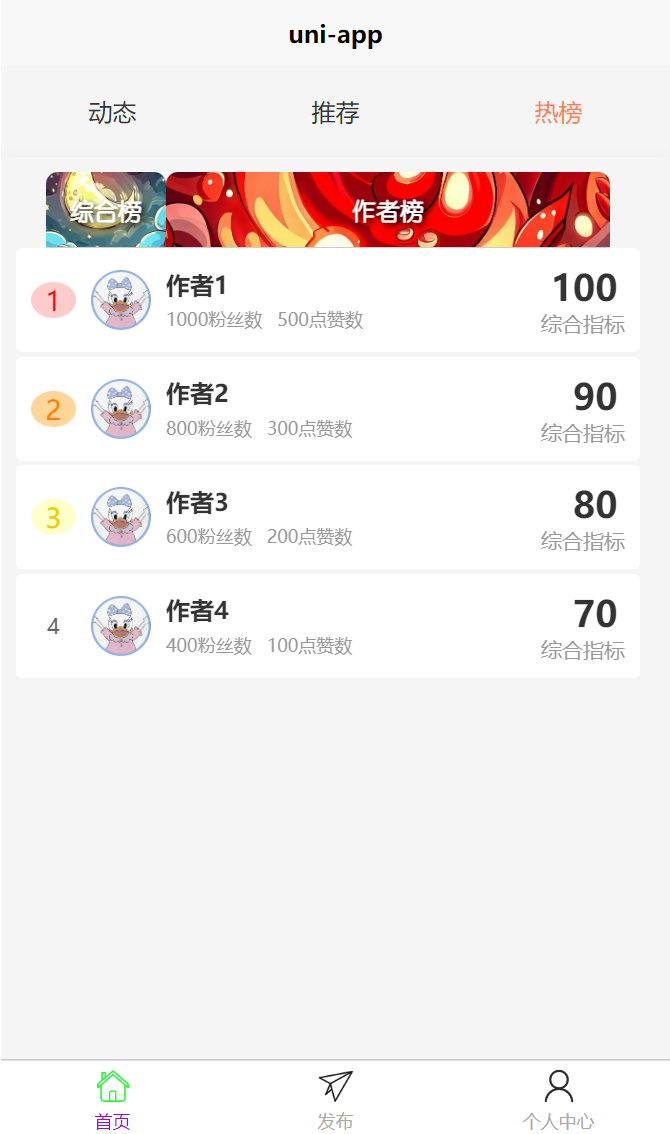 uni-app
动态 推荐 热榜
综合榜 作者榜
1 作者1 100
1000粉丝数 500点赞数 综合指标
2 作者2 90
800粉丝数 300点赞数 综合指标
3 作者3 80
600粉丝数 200点赞数 综合指标
4 作者4 70
400粉丝数 100点赞数 综合指标
首页 发布 个人中心